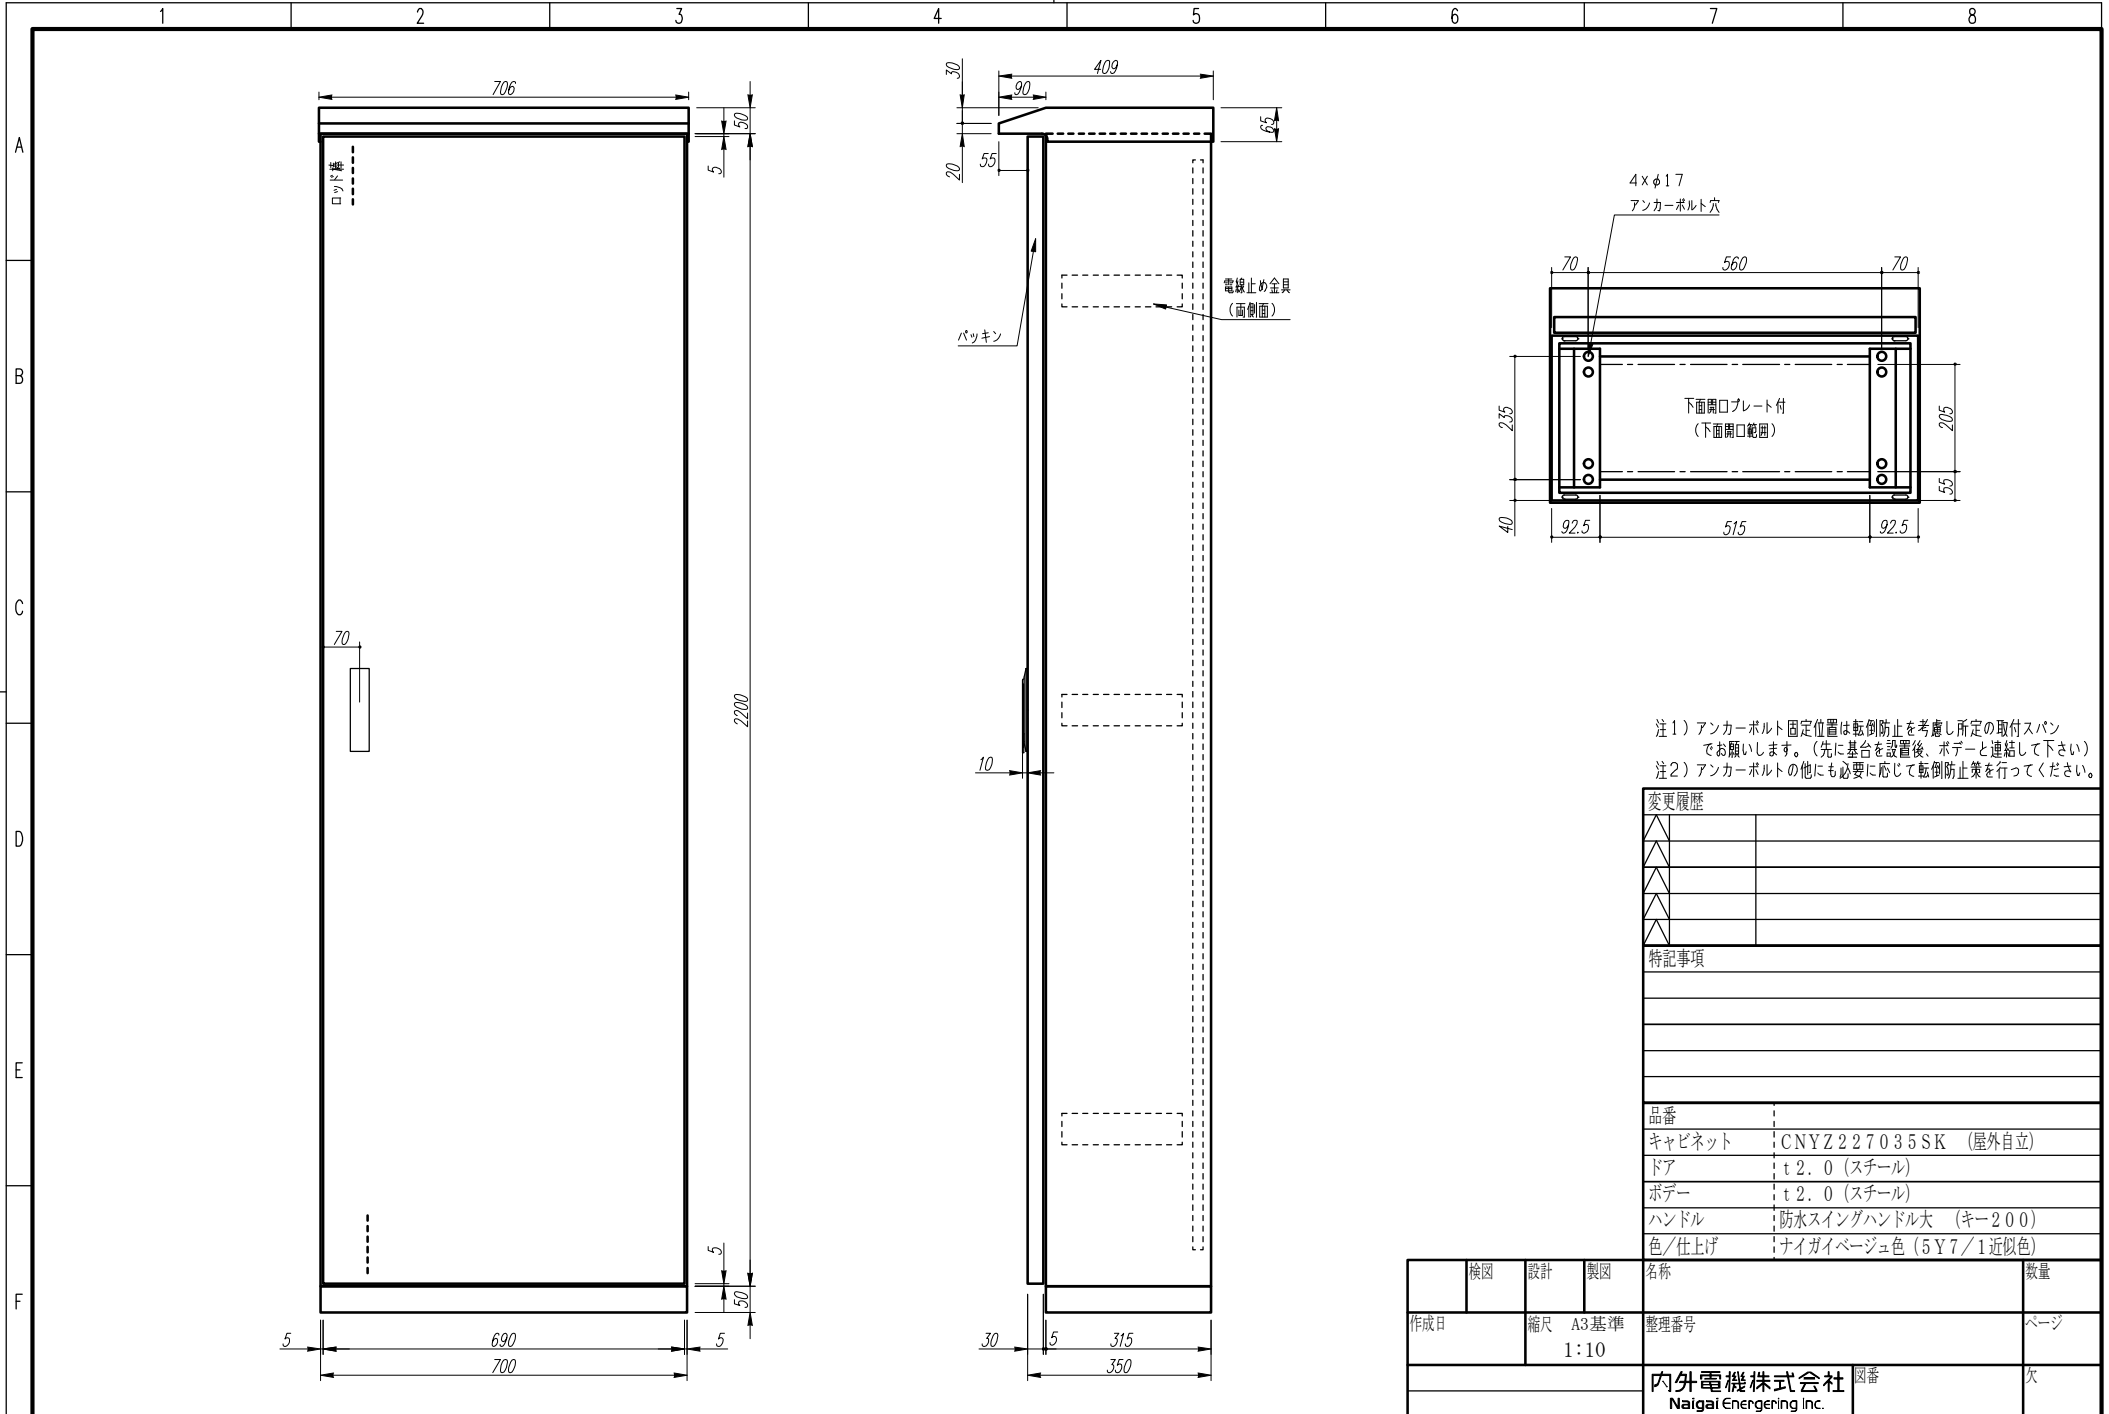 1 2 3 4 5 6 7 8
A
B
C
D
E
F
706
50
5
2200
ロッド棒
70
5
50
5 690 5
700
409
90
30
20
55
65
パッキン
電線止め金具
（両側面）
10
30 5 315
350
4×φ17
アンカーボルト穴
70 560 70
235
40
205
55
下面開口プレート付
（下面開口範囲）
92.5 515 92.5
注1）アンカーボルト固定位置は転倒防止を考慮し所定の取付スパン
でお願いします。（先に基台を設置後、ボデーと連結して下さい）
注2）アンカーボルトの他にも必要に応じて転倒防止策を行ってください。
変更履歴
特記事項
品番
キャビネット CNYZ227035SK （屋外自立）
ドア t2．0（スチール）
ボデー t2．0（スチール）
ハンドル 防水スイングハンドル大 （キー200）
色／仕上げ ナイガイベージュ色（5Y7／1近似色）
検図 設計 製図 名称 数量
作成日 縮尺 A3基準 整理番号 ページ
1:10
内外電機株式会社 図番 欠
Naigai Energering Inc.